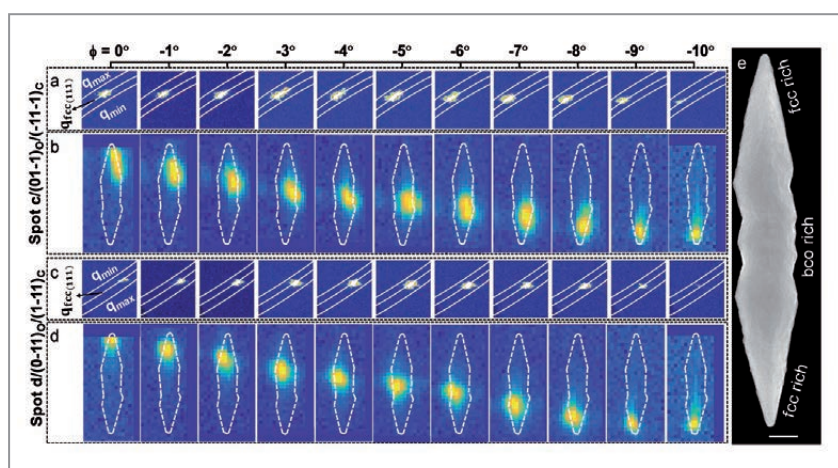 ϕ = 0° -1° -2° -3° -4° -5° -6° -7° -8° -9° -10°
a
q_max
q_min
q_fcc(111)
b
Spot c/(01-1)_O/(-11-1)_C
c
q_min
q_max
q_fcc(111)
d
Spot d/(0-11)_O/(1-11)_C
e
fcc rich
bco rich
fcc rich